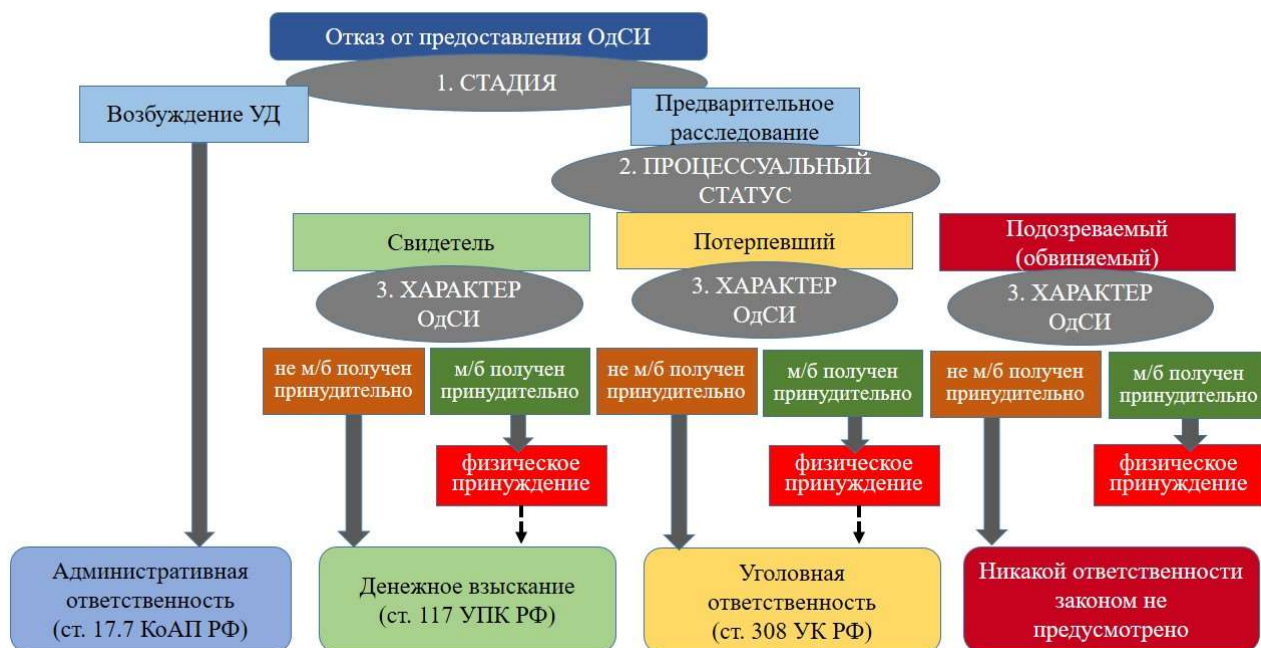 Отказ от предоставления ОдСИ
1. СТАДИЯ
Возбуждение УД
Предварительное
расследование
2. ПРОЦЕССУАЛЬНЫЙ
СТАТУС
Свидетель
Потерпевший
Подозреваемый
(обвиняемый)
3. ХАРАКТЕР
ОдСИ
3. ХАРАКТЕР
ОдСИ
3. ХАРАКТЕР
ОдСИ
не м/б получен
принудительно
м/б получен
принудительно
не м/б получен
принудительно
м/б получен
принудительно
не м/б получен
принудительно
м/б получен
принудительно
физическое
принуждение
физическое
принуждение
физическое
принуждение
Административная
ответственность
(ст. 17.7 КоАП РФ)
Денежное взыскание
(ст. 117 УПК РФ)
Уголовная
ответственность
(ст. 308 УК РФ)
Никакой ответственности
законом не
предусмотрено